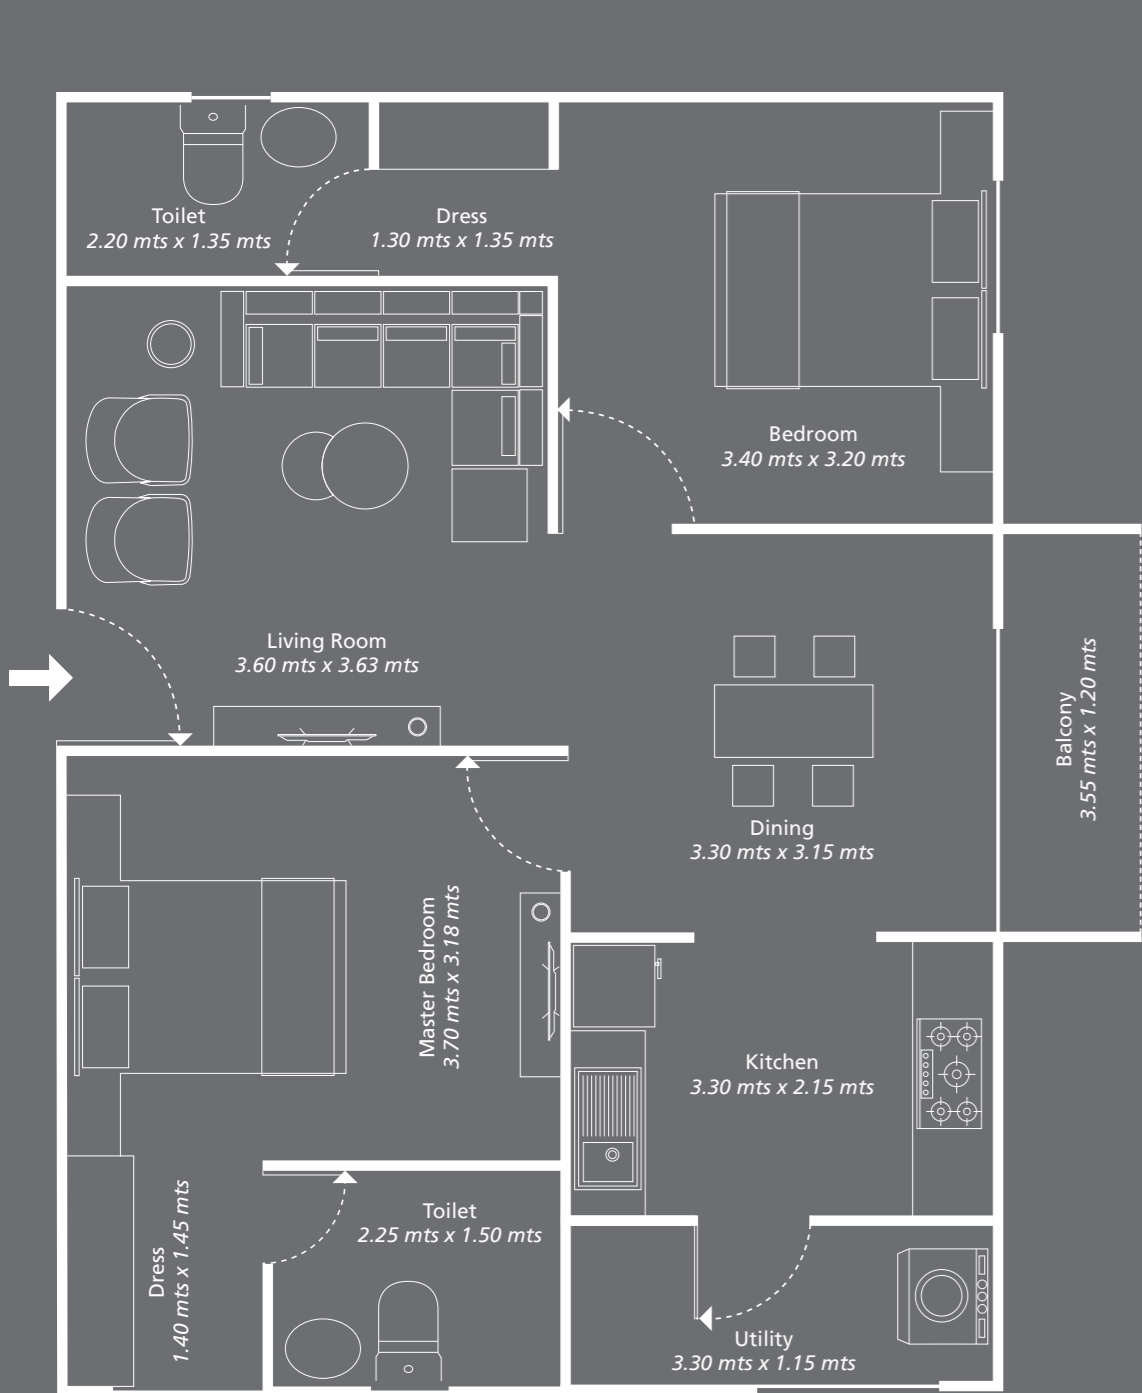 Toilet
2.20 mts x 1.35 mts
Dress
1.30 mts x 1.35 mts
Bedroom
3.40 mts x 3.20 mts
Living Room
3.60 mts x 3.63 mts
Balcony
3.55 mts x 1.20 mts
Dining
3.30 mts x 3.15 mts
Master Bedroom
3.70 mts x 3.18 mts
Kitchen
3.30 mts x 2.15 mts
Dress
1.40 mts x 1.45 mts
Toilet
2.25 mts x 1.50 mts
Utility
3.30 mts x 1.15 mts